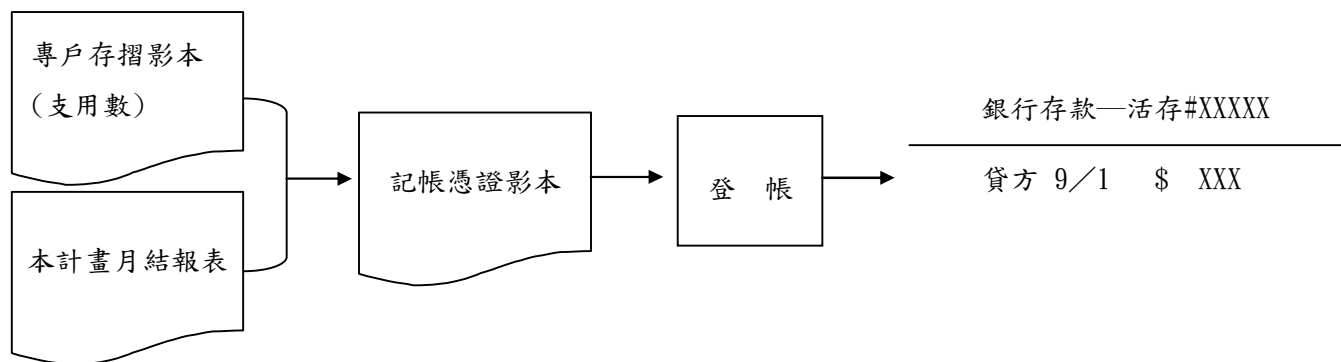 專戶存摺影本
(支用數)
本計畫月結報表
記帳憑證影本
登 帳
銀行存款—活存#XXXXX
貸方 9／1 $ XXX